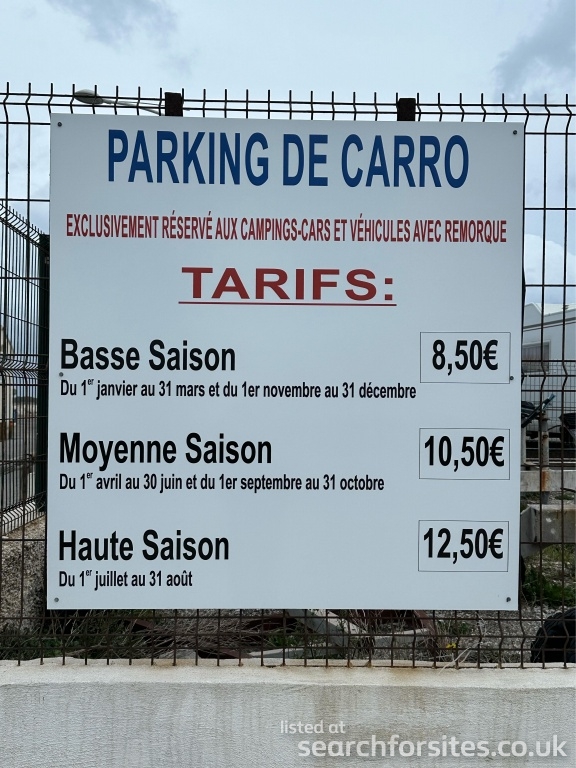 PARKING DE CARRO
EXCLUSIVEMENT RÉSERVÉ AUX CAMPINGS-CARS ET VÉHICULES AVEC REMORQUE
TARIFS:
Basse Saison 8,50€
Du 1er janvier au 31 mars et du 1er novembre au 31 décembre
Moyenne Saison 10,50€
Du 1er avril au 30 juin et du 1er septembre au 31 octobre
Haute Saison 12,50€
Du 1er juillet au 31 août
listed at
searchforsites.co.uk